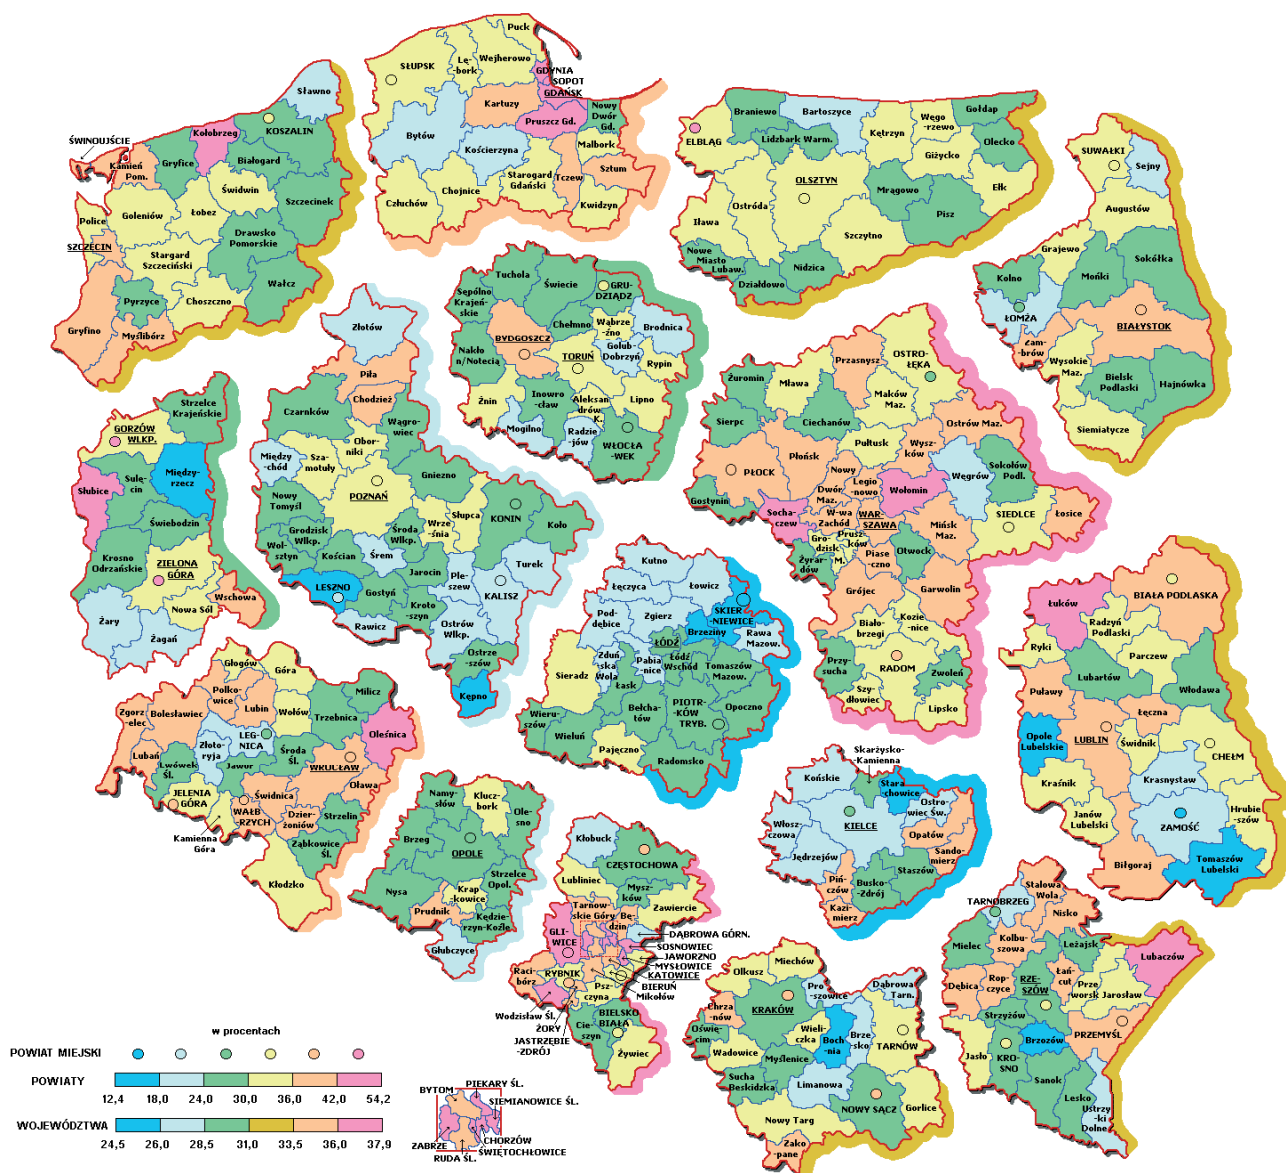 Puck
SŁUPSK
Lę-
bork
Wejherowo
GDYNIA
SOPOT
GDAŃSK
Kartuzy
Pruszcz Gd.
Nowy
Dwór
Gd.
Bytów
Kościerzyna
Malbork
Starogard
Gdański
Tczew
Sztum
Chojnice
Człuchów
Kwidzyn
Sławno
KOSZALIN
Kołobrzeg
ŚWINOUJŚCIE
Kamień
Pom.
Gryfice
Białogard
Świdwin
Szczecinek
Goleniów
Łobez
Police
SZCZECIN
Drawsko
Pomorskie
Stargard
Szczeciński
Wałcz
Pyrzyce
Choszczno
Gryfino
Myślibórz
ELBLĄG
Braniewo
Bartoszyce
Lidzbark Warm.
Kętrzyn
Węgo
-rzewo
Gołdap
Olecko
Giżycko
OLSZTYN
Mrągowo
Ełk
Ostróda
Pisz
Iława
Szczytno
Nowe
Miasto
Lubaw.
Nidzica
Działdowo
SUWAŁKI
Sejny
Augustów
Grajewo
Kolno
Mońki
Sokółka
ŁOMŻA
BIAŁYSTOK
Zam-
brów
Wysokie
Maz.
Bielsk
Podlaski
Hajnówka
Siemiatycze
Tuchola
Sępólno
Krajeń-
skie
Świecie
GRU-
DZIĄDZ
Chełmno
Wąbrze
-źno
Brodnica
BYDGOSZCZ
Golub-
Dobrzyń
Nakło
n/Notecią
TORUŃ
Rypin
Żnin
Inowro
-cław
Aleksan-
drów
K.
Lipno
Mogilno
Radzie
-jów
WŁOCŁA
-WEK
Złotów
Piła
Chodzież
Czarnków
Wągro-
wiec
Obor-
niki
Sza-
motuły
Między
-chód
POZNAŃ
Gniezno
Nowy
Tomyśl
Słupca
KONIN
Wrze
-śnia
Koło
Środa
Wlkp.
Grodzisk
Wlkp.
Wol-
sztyn
Kościan
Śrem
Turek
Jarocin
Ple-
szew
LESZNO
Gostyń
KALISZ
Kroto-
szyn
Rawicz
Ostrów
Wlkp.
Ostrze-
szów
Kępno
Strzelce
Krajeńskie
GORZÓW
WLKP.
Między-
rzecz
Słubice
Sulę-
cin
Świebodzin
Krosno
Odrzańskie
ZIELONA
GÓRA
Nowa Sól
Wschowa
Żary
Żagań
Żuromin
Mława
Przasnysz
OSTRO-
ŁĘKA
Maków
Maz.
Sierpc
Ciechanów
Ostrów Maz.
Pułtusk
Wysz-
ków
PŁOCK
Płońsk
Nowy
Dwór
Maz.
Legio
-nowo
Wołomin
Węgrów
Sokołów
Podl.
Gostynin
Socha-
czew
W-wa
Zachód
WAR-
SZAWA
Mińsk
Maz.
SIEDLCE
Łosice
Gro-
dzisk
M.
Prusz-
ków
Piase
-czno
Otwock
Żyrar-
dów
Grójec
Garwolin
Biało-
brzegi
Kozie-
nice
Przy-
sucha
RADOM
Zwoleń
Szy-
dłowiec
Lipsko
Kutno
Łęczyca
Łowicz
SKIER
-NIEWICE
Pod-
dębice
Zgierz
Brzeziny
Rawa
Mazow.
ŁÓDŹ
Łódź
Wschód
Zduń
ska
Wola
Pabia
-nice
Tomaszów
Mazow.
Sieradz
Łask
Bełcha-
tów
PIOTR-
KÓW
TRYB.
Opoczno
Wieru-
szów
Wieluń
Pajęczno
Radomsko
BIAŁA PODLASKA
Łuków
Radzyń
Podlaski
Ryki
Parczew
Lubartów
Włodawa
Puławy
Łęczna
Opole
Lubelskie
LUBLIN
Świdnik
CHEŁM
Krasnystaw
Kraśnik
Hrubie
-szów
Janów
Lubelski
ZAMOŚĆ
Biłgoraj
Tomaszów
Lubelski
Głogów
Góra
Polko-
wice
Lubin
Milicz
Zgorz-
elec
Bolesławiec
Wołów
Trzebnica
Oleśnica
LEG-
NICA
Lubań
Złoto-
ryja
Środa
Śl.
Lwówek
Śl.
Jawor
WROCŁAW
Oława
JELENIA
GÓRA
Świdnica
WAŁB
-RZYCH
Dzier-
żoniów
Strzelin
Kamienna
Góra
Ząbkowice
Śl.
Kłodzko
Namy-
słów
Klucz-
bork
Ole-
sno
Brzeg
OPOLE
Nysa
Strzelce
Opol.
Krap
-kowice
Prudnik
Kędzie-
rzyn-Koźle
Głubczyce
Skarżysko-
Kamienna
Końskie
Stara
-chowice
Włosz-
czowa
KIELCE
Ostro-
wiec Św.
Opatów
Jędrzejów
Sando-
mierz
Staszów
Piń-
czów
Busko-
-Zdrój
Kazi-
mierz
Kłobuck
CZĘSTOCHOWA
Lubliniec
Mysz-
ków
Zawiercie
Tarnow
-skie Góry
Bę-
dzin
GLI-
WICE
DĄBROWA GÓRN.
SOSNOWIEC
JAWORZNO
MYSŁOWICE
KATOWICE
BIERUŃ
Mikołów
Raci-
bórz
RYBNIK
Psz-
czyna
Wodzisław Śl.
ŻORY
JASTRZĘBIE
-ZDRÓJ
Cie-
szyn
BIELSKO
BIAŁA
Żywiec
Olkusz
Miechów
Pro-
szowice
Dąbrowa
Tarn.
Chrza-
nów
KRAKÓW
Oświę-
cim
Wieli-
czka
Boch-
nia
Brze-
sko
TARNÓW
Wadowice
Myślenice
Sucha
Beskidzka
Limanowa
NOWY SĄCZ
Gorlice
Nowy Targ
Zako-
pane
TARNOBRZEG
Stalowa
Wola
Nisko
Mielec
Kolbu-
szowa
Leżajsk
Lubaczów
Dębica
Rop-
czyce
RZE-
SZÓW
Łań-
cut
Prze
worsk
Jarosław
Strzyżów
PRZEMYŚL
Jasło
KRO-
SNO
Brzozów
Sanok
Lesko
Ustrzy-
ki
Dolne
w procentach
POWIAT MIEJSKI
POWIATY
12,4 18,0 24,0 30,0 36,0 42,0 54,2
WOJEWÓDZTWA
24,5 26,0 28,5 31,0 33,5 36,0 37,9
BYTOM
PIEKARY ŚL.
SIEMIANOWICE ŚL.
CHORZÓW
ŚWIĘTOCHŁOWICE
ZABRZE
RUDA ŚL.